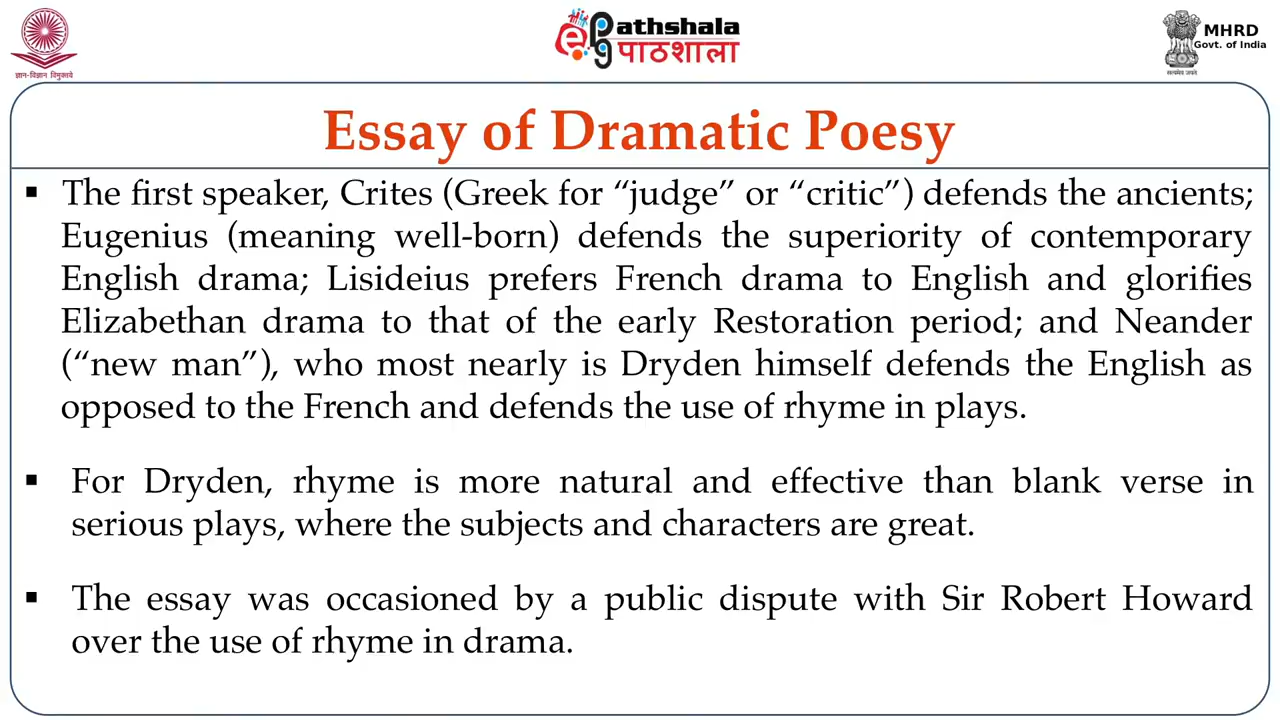 ज्ञान-विज्ञान विमुक्तये
ePG Pathshala
पाठशाला
MHRD
Govt. of India
सत्यमेव जयते
Essay of Dramatic Poesy
▪ The first speaker, Crites (Greek for “judge” or “critic”) defends the ancients;
Eugenius (meaning well-born) defends the superiority of contemporary
English drama; Lisideius prefers French drama to English and glorifies
Elizabethan drama to that of the early Restoration period; and Neander
(“new man”), who most nearly is Dryden himself defends the English as
opposed to the French and defends the use of rhyme in plays.
▪ For Dryden, rhyme is more natural and effective than blank verse in
serious plays, where the subjects and characters are great.
▪ The essay was occasioned by a public dispute with Sir Robert Howard
over the use of rhyme in drama.